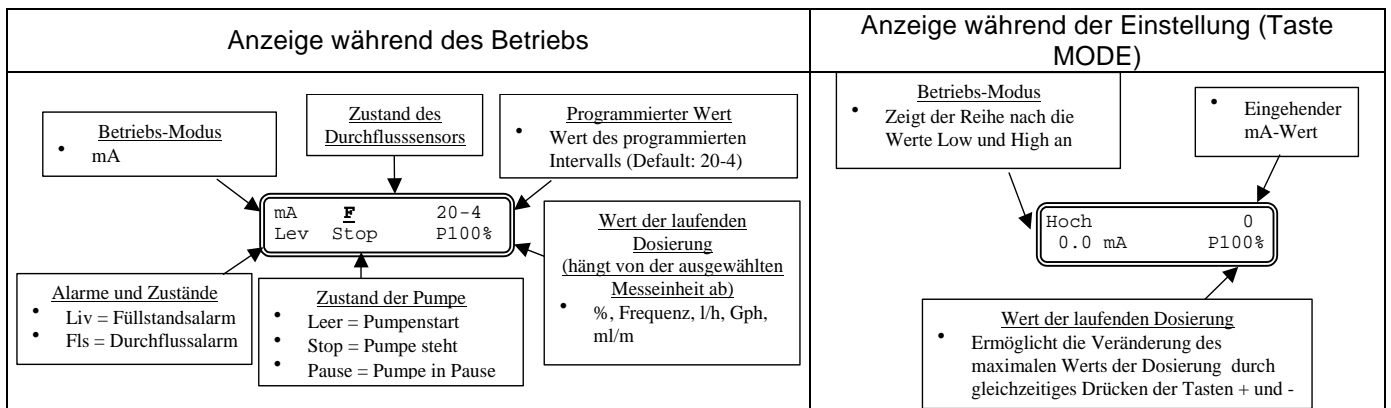 Anzeige während des Betriebs
Anzeige während der Einstellung (Taste
MODE)
Betriebs-Modus
• mA
Zustand des
Durchflusssensors
Programmierter Wert
• Wert des programmierten
Intervalls (Default: 20-4)
mA F 20-4
Lev Stop P100%
Alarme und Zustände
• Liv = Füllstandsalarm
• Fls = Durchflussalarm
Zustand der Pumpe
• Leer = Pumpenstart
• Stop = Pumpe steht
• Pause = Pumpe in Pause
Wert der laufenden
Dosierung
(hängt von der ausgewählten
Messeinheit ab)
• %, Frequenz, l/h, Gph,
ml/m
Betriebs-Modus
• Zeigt der Reihe nach die
Werte Low und High an
• Eingehender
mA-Wert
Hoch 0
0.0 mA P100%
Wert der laufenden Dosierung
• Ermöglicht die Veränderung des
maximalen Werts der Dosierung durch
gleichzeitiges Drücken der Tasten + und -